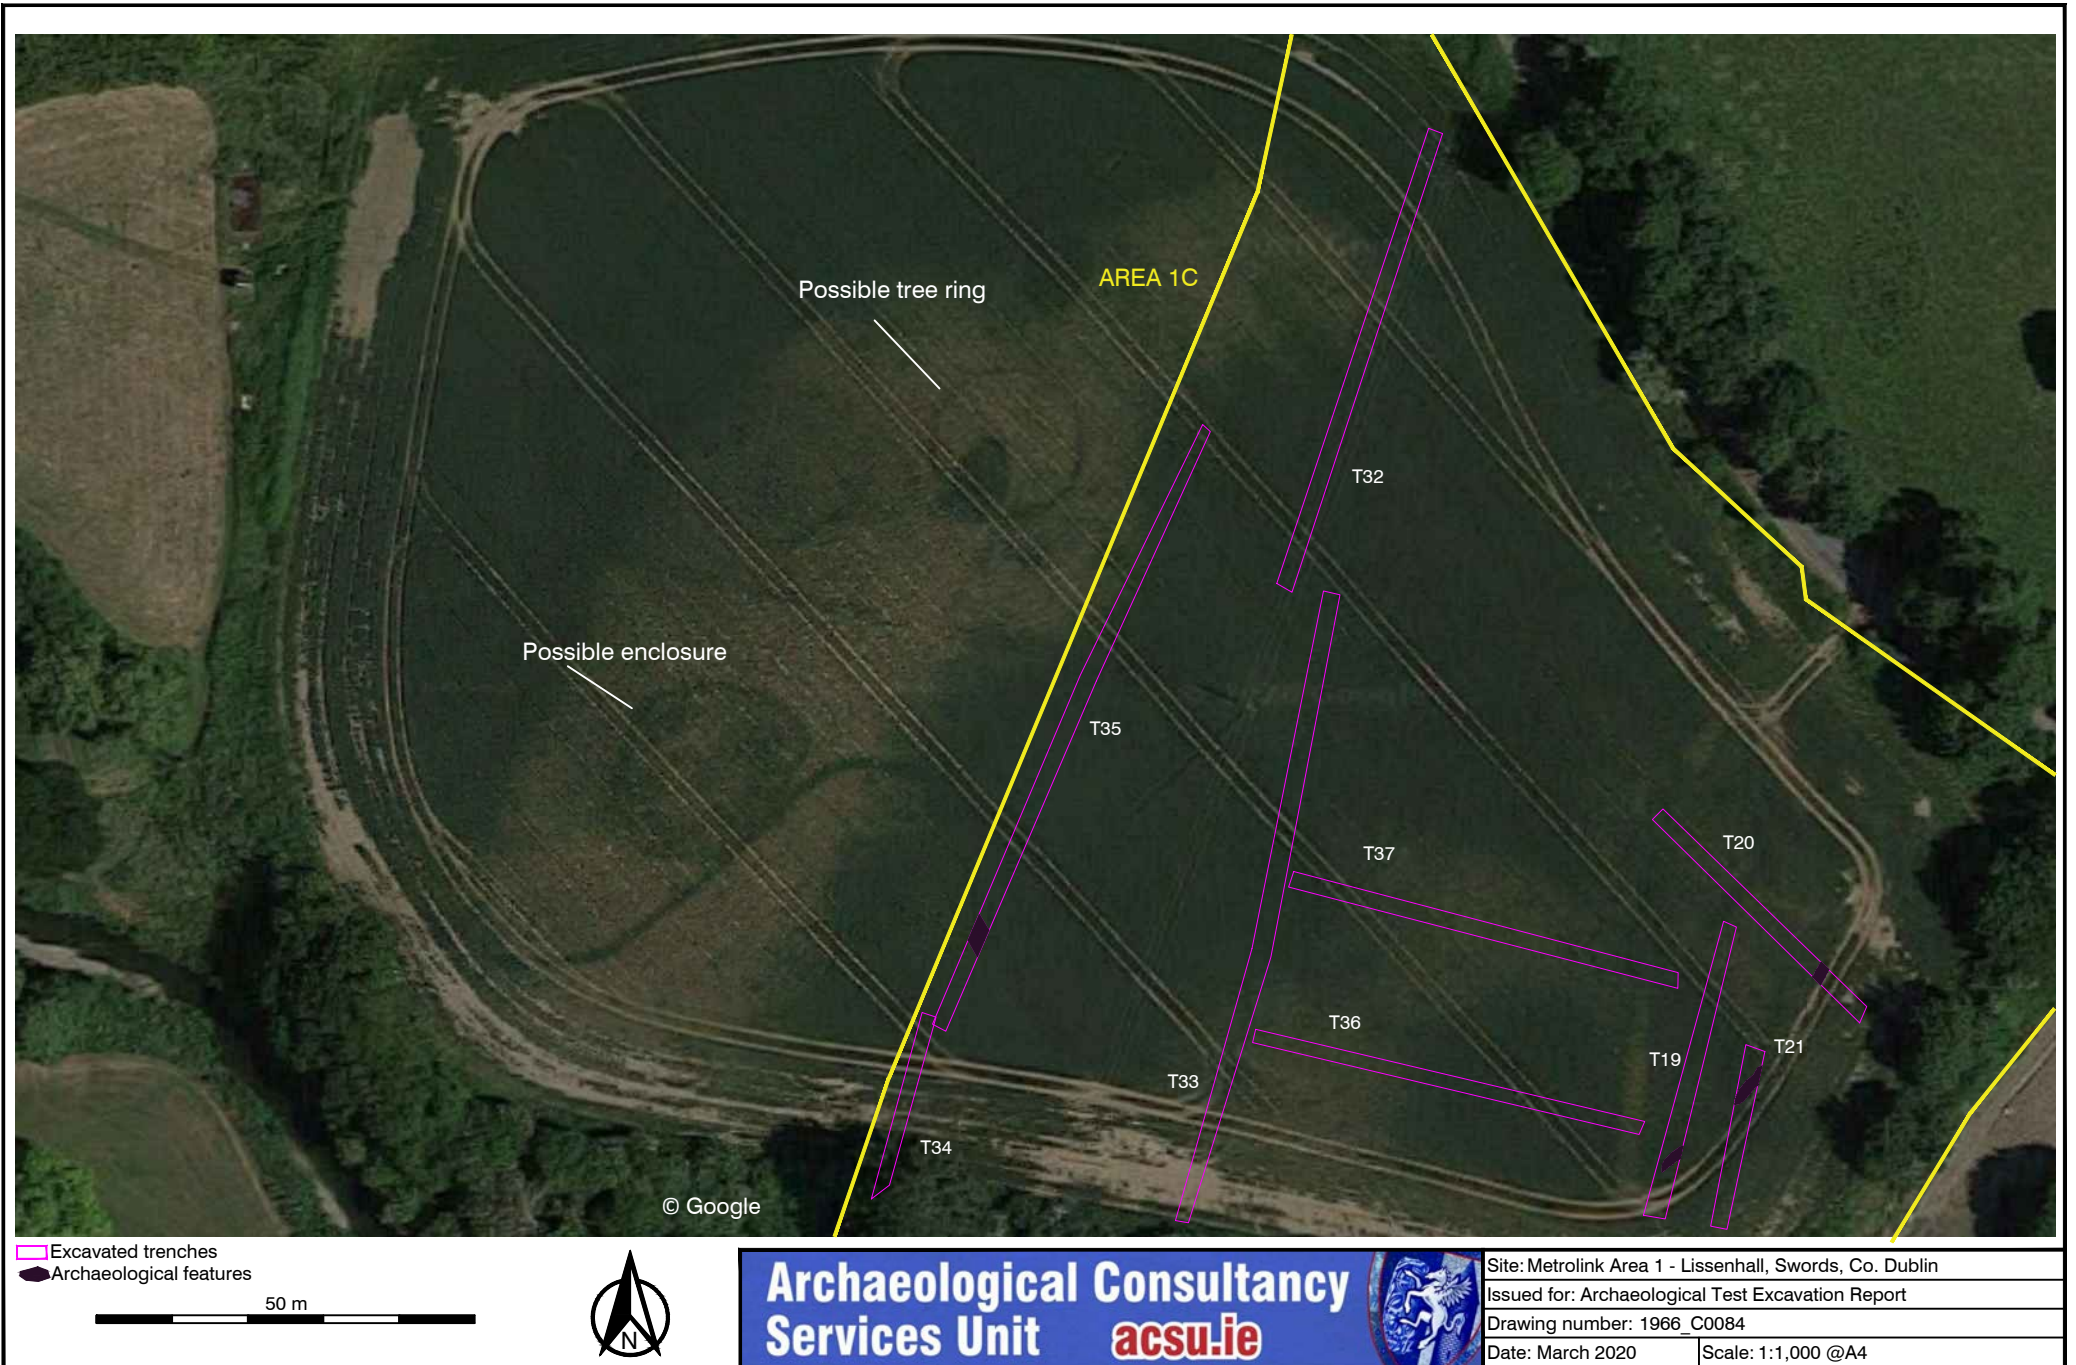 AREA 1C
Possible tree ring
T32
Possible enclosure
T35
T37
T20
T36
T21
T19
T33
T34
© Google
Excavated trenches
Archaeological features
50 m
N
Archaeological Consultancy
Services Unit acsu.ie
Site: Metrolink Area 1 - Lissenhall, Swords, Co. Dublin
Issued for: Archaeological Test Excavation Report
Drawing number: 1966_C0084
Date: March 2020
Scale: 1:1,000 @A4